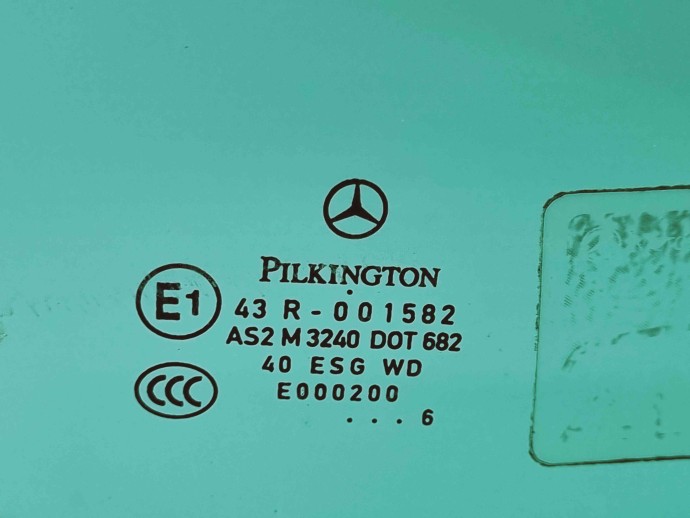 PILKINGTON
E1
43 R - 001582
AS2 M 3240 DOT 682
40 ESG WD
CCC
E000200
. . . 6